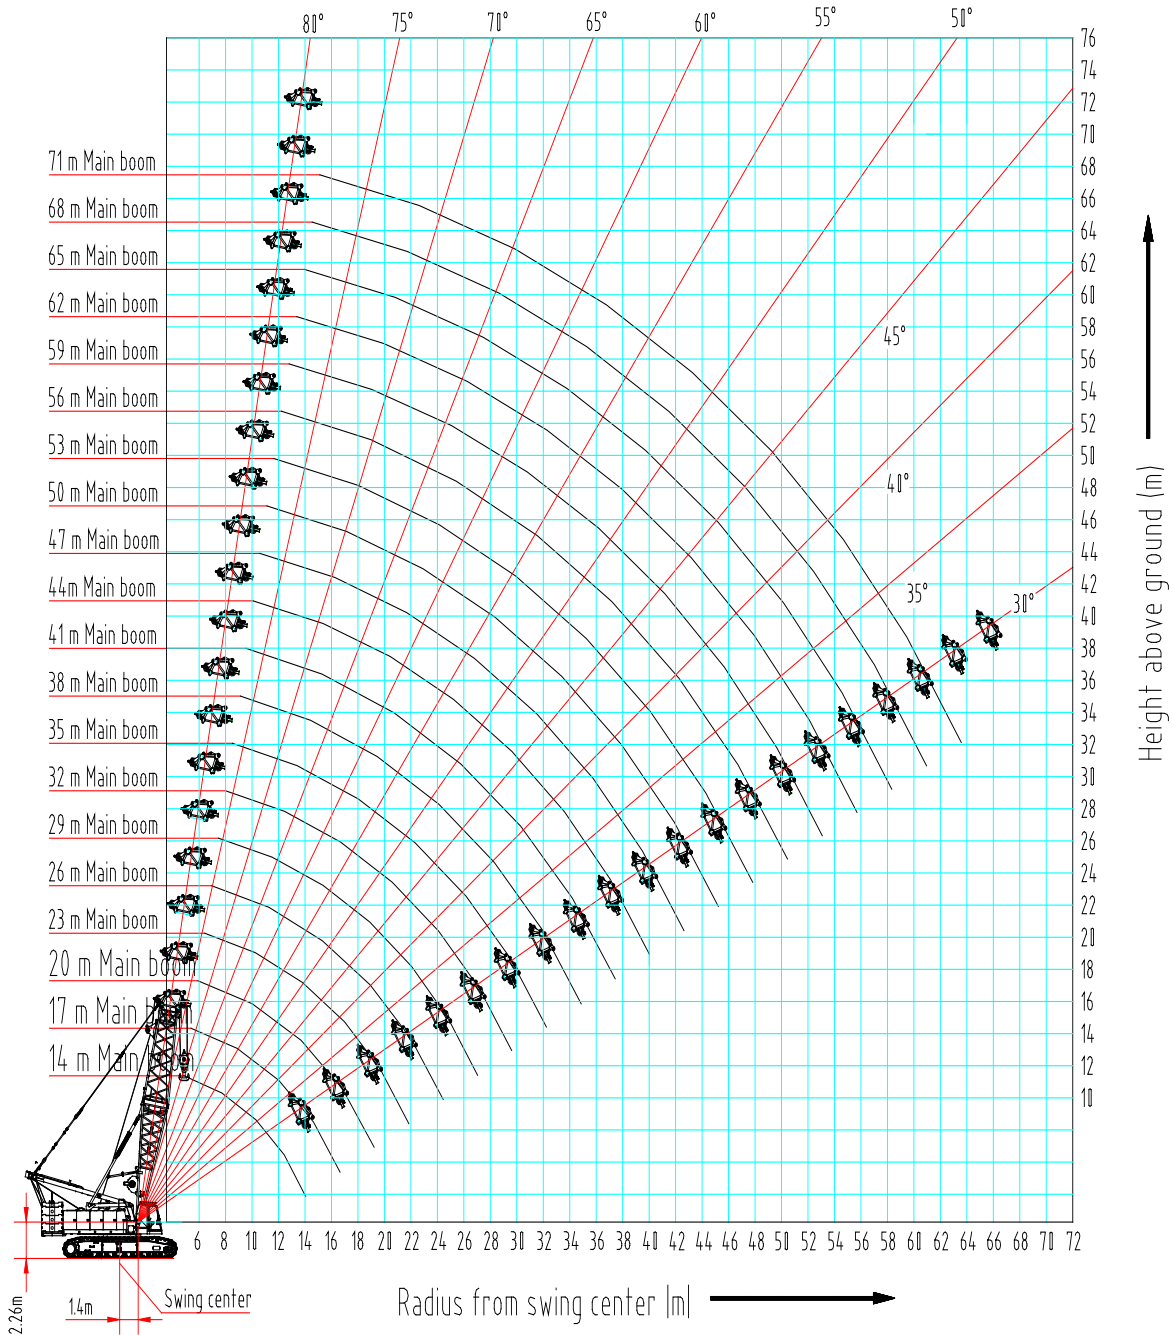 80° 75° 70° 65° 60° 55° 50°
76
74
72
70
71 m Main boom
68
68 m Main boom
66
64
65 m Main boom
62
62 m Main boom
60
58
45°
59 m Main boom
56
56 m Main boom
54
52
53 m Main boom
50
50 m Main boom
48
40°
46
47 m Main boom
44
44m Main boom
42
35°
30°
40
41 m Main boom
38
38 m Main boom
36
34
35 m Main boom
32
32 m Main boom
30
28
29 m Main boom
26
26 m Main boom
24
22
23 m Main boom
20
20 m Main boom
18
16
17 m Main boom
14
14 m Main boom
12
10
Height above ground (m)
6 8 10 12 14 16 18 20 22 24 26 28 30 32 34 36 38 40 42 44 46 48 50 52 54 56 58 60 62 64 66 68 70 72
2.26m
1.4m
Swing center
Radius from swing center (m)